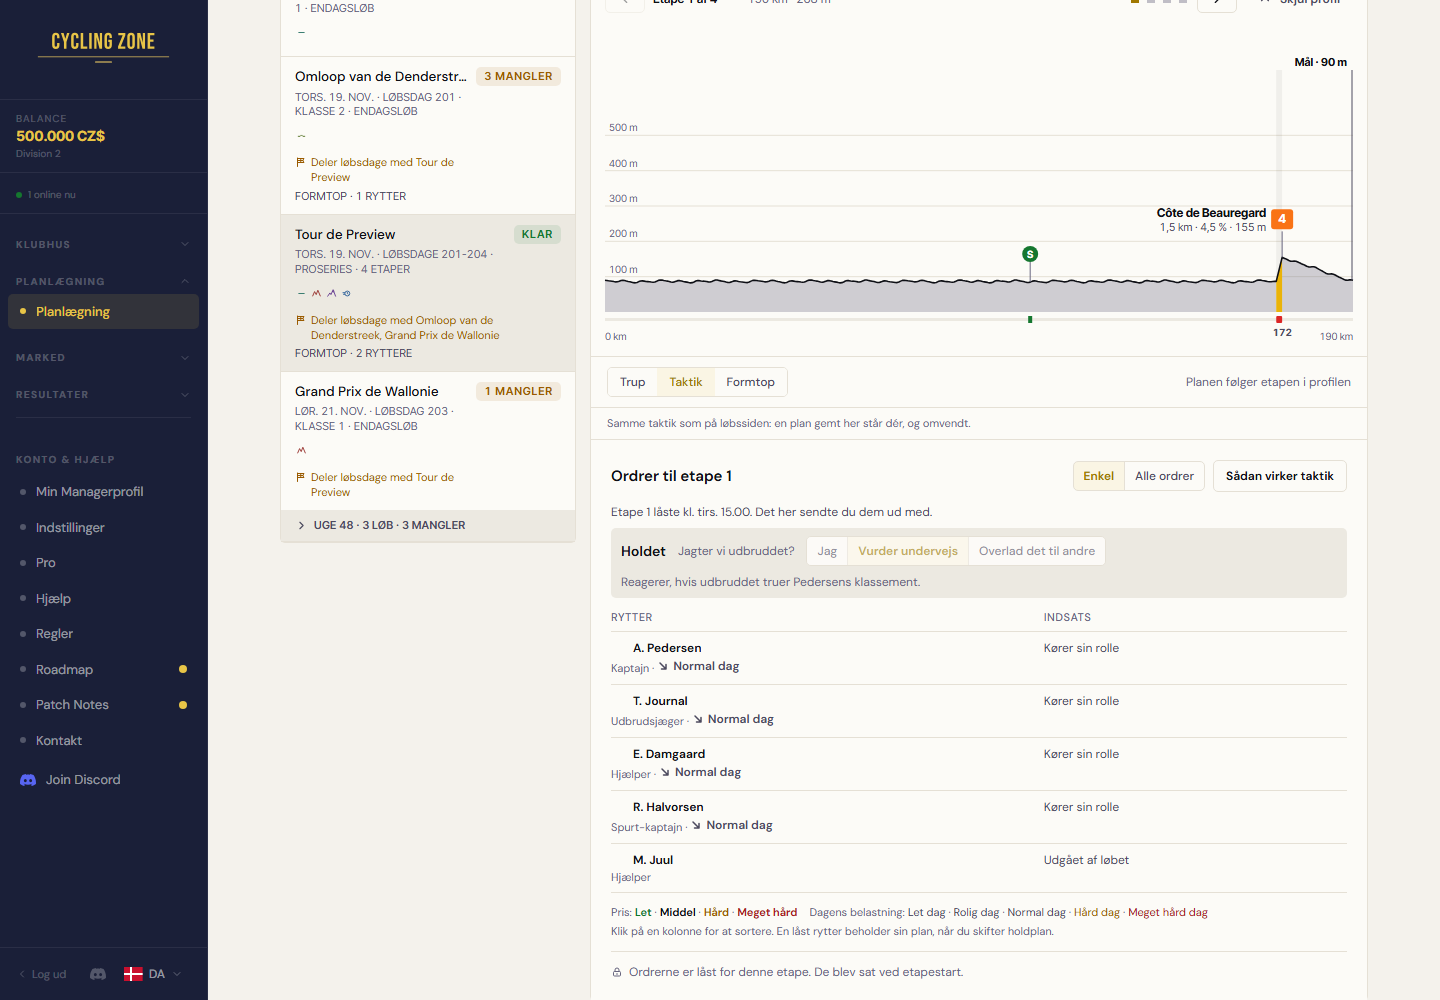 CYCLING ZONE
BALANCE
500.000 CZ$
Division 2
1 online nu
KLUBHUS
PLANLÆGNING
Planlægning
MARKED
RESULTATER
KONTO & HJÆLP
Min Managerprofil
Indstillinger
Pro
Hjælp
Regler
Roadmap
Patch Notes
Kontakt
Join Discord
Log ud
DA
1 · ENDAGSLØB
Omloop van de Denderstr...
3 MANGLER
TORS. 19. NOV. · LØBSDAG 201 ·
KLASSE 2 · ENDAGSLØB
Deler løbsdage med Tour de
Preview
FORMTOP · 1 RYTTER
Tour de Preview
KLAR
TORS. 19. NOV. · LØBSDAGE 201-204 ·
PROSERIES · 4 ETAPER
Deler løbsdage med Omloop van de
Denderstreek, Grand Prix de Wallonie
FORMTOP · 2 RYTTERE
Grand Prix de Wallonie
1 MANGLER
LØR. 21. NOV. · LØBSDAG 203 ·
KLASSE 1 · ENDAGSLØB
Deler løbsdage med Tour de
Preview
UGE 48 · 3 LØB · 3 MANGLER
Etape 1 af 4
190 km · 268 m
Skjul profil
Mål · 90 m
500 m
400 m
300 m
200 m
100 m
Côte de Beauregard
1,5 km · 4,5 % · 155 m
4
S
0 km
172
190 km
Trup
Taktik
Formtop
Planen følger etapen i profilen
Samme taktik som på løbssiden: en plan gemt her står dér, og omvendt.
Ordrer til etape 1
Enkel
Alle ordrer
Sådan virker taktik
Etape 1 låste kl. tirs. 15.00. Det her sendte du dem ud med.
Holdet
Jagter vi udbruddet?
Jag
Vurder undervejs
Overlad det til andre
Reagerer, hvis udbruddet truer Pedersens klassement.
RYTTER
INDSATS
A. Pedersen
Kører sin rolle
Kaptajn · ↘ Normal dag
T. Journal
Kører sin rolle
Udbrudsjæger · ↘ Normal dag
E. Damgaard
Kører sin rolle
Hjælper · ↘ Normal dag
R. Halvorsen
Kører sin rolle
Spurt-kaptajn · ↘ Normal dag
M. Juul
Udgået af løbet
Hjælper
Pris: Let · Middel · Hård · Meget hård Dagens belastning: Let dag · Rolig dag · Normal dag · Hård dag · Meget hård dag
Klik på en kolonne for at sortere. En låst rytter beholder sin plan, når du skifter holdplan.
Ordrerne er låst for denne etape. De blev sat ved etapestart.